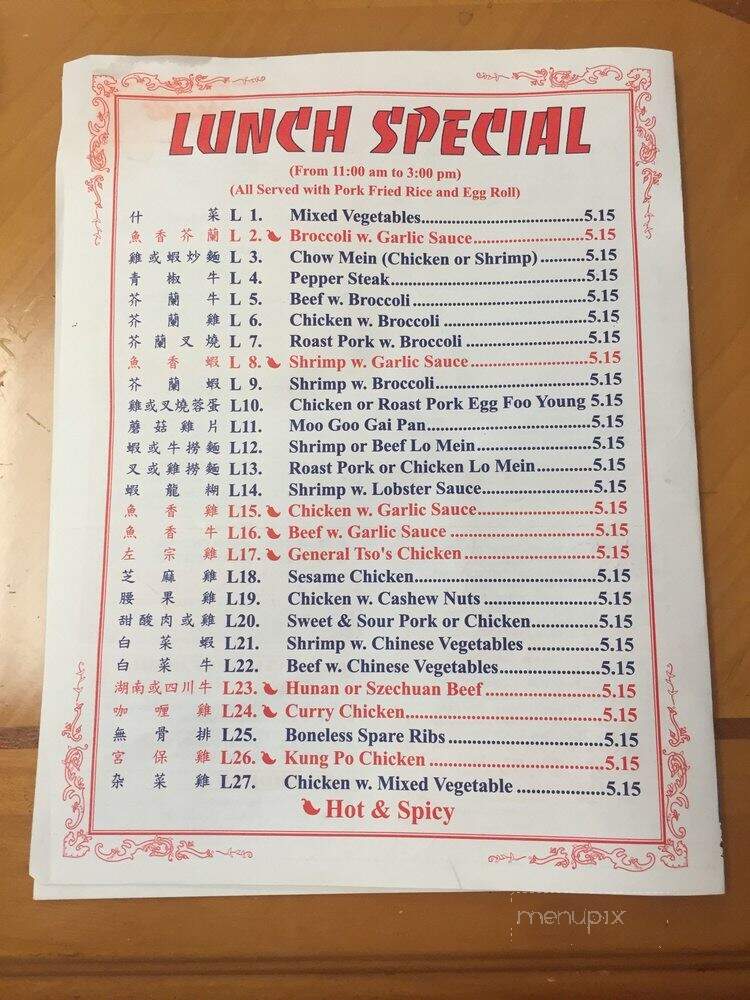 LUNCH SPECIAL
(From 11:00 am to 3:00 pm)
(All Served with Pork Fried Rice and Egg Roll)
什菜 L 1. Mixed Vegetables 5.15
魚香芥蘭 L 2. Broccoli w. Garlic Sauce 5.15
雞或蝦炒麵 L 3. Chow Mein (Chicken or Shrimp) 5.15
青椒牛 L 4. Pepper Steak 5.15
芥蘭牛 L 5. Beef w. Broccoli 5.15
芥蘭雞 L 6. Chicken w. Broccoli 5.15
芥蘭叉燒 L 7. Roast Pork w. Broccoli 5.15
魚香蝦 L 8. Shrimp w. Garlic Sauce 5.15
芥蘭蝦 L 9. Shrimp w. Broccoli 5.15
雞或叉燒蓉蛋 L10. Chicken or Roast Pork Egg Foo Young 5.15
蘑菇雞片 L11. Moo Goo Gai Pan 5.15
蝦或牛撈麵 L12. Shrimp or Beef Lo Mein 5.15
叉或雞撈麵 L13. Roast Pork or Chicken Lo Mein 5.15
蝦龍糊 L14. Shrimp w. Lobster Sauce 5.15
魚香雞 L15. Chicken w. Garlic Sauce 5.15
魚香牛 L16. Beef w. Garlic Sauce 5.15
左宗雞 L17. General Tso's Chicken 5.15
芝麻雞 L18. Sesame Chicken 5.15
腰果雞 L19. Chicken w. Cashew Nuts 5.15
甜酸肉或雞 L20. Sweet & Sour Pork or Chicken 5.15
白菜蝦 L21. Shrimp w. Chinese Vegetables 5.15
白菜牛 L22. Beef w. Chinese Vegetables 5.15
湖南或四川牛 L23. Hunan or Szechuan Beef 5.15
咖喱雞 L24. Curry Chicken 5.15
無骨排 L25. Boneless Spare Ribs 5.15
宮保雞 L26. Kung Po Chicken 5.15
杂菜雞 L27. Chicken w. Mixed Vegetable 5.15
Hot & Spicy
menupix